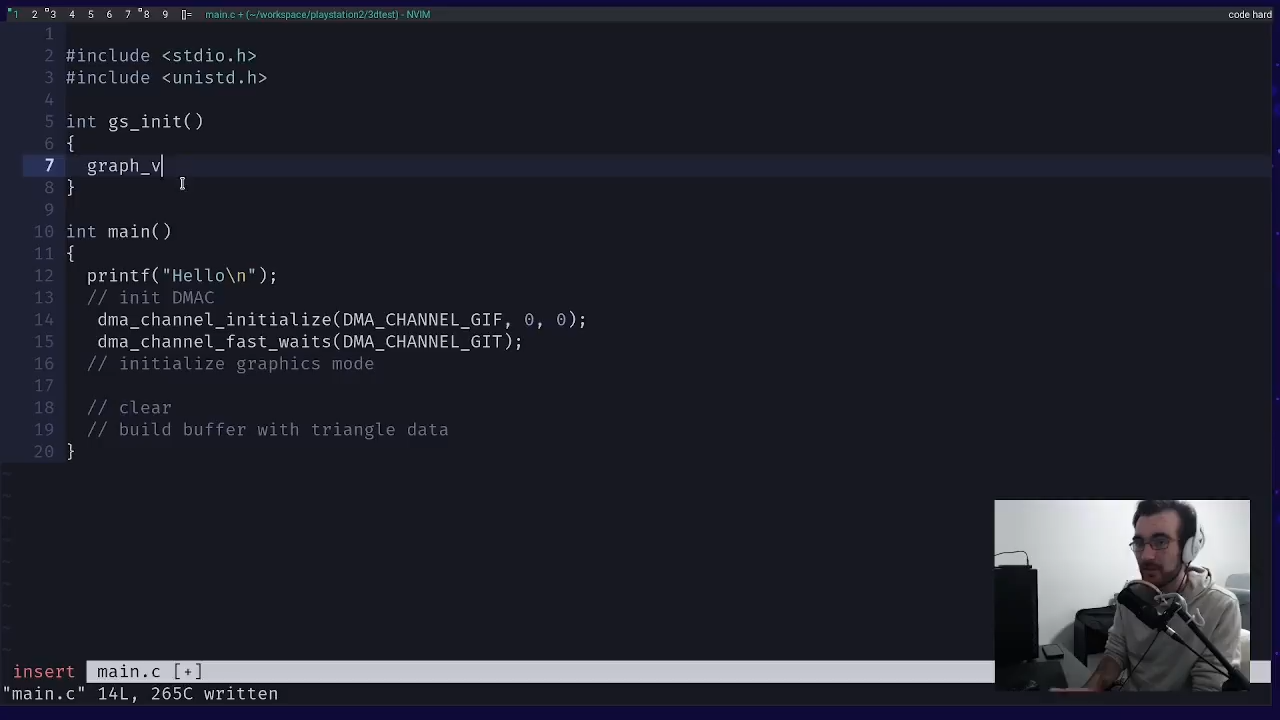 1 2 3 4 5 6 7 8 9 []= main.c + (~/workspace/playstation2/3dtest) - NVIM code hard
1
2 #include <stdio.h>
3 #include <unistd.h>
4
5 int gs_init()
6 {
7 graph_v
8 }
9
10 int main()
11 {
12 printf("Hello\n");
13 // init DMAC
14 dma_channel_initialize(DMA_CHANNEL_GIF, 0, 0);
15 dma_channel_fast_waits(DMA_CHANNEL_GIT);
16 // initialize graphics mode
17
18 // clear
19 // build buffer with triangle data
20 }
insert main.c [+]
"main.c" 14L, 265C written